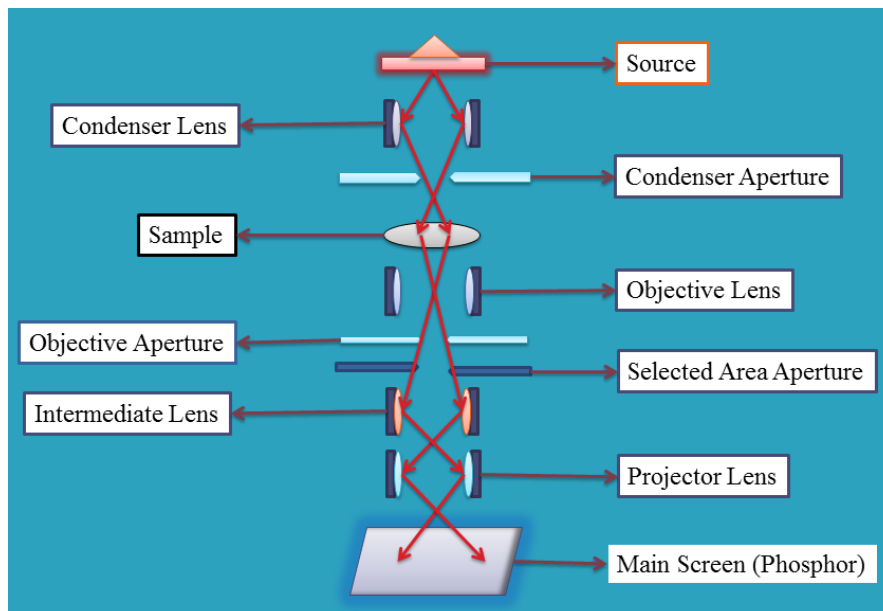 Source
Condenser Lens
Condenser Aperture
Sample
Objective Lens
Objective Aperture
Selected Area Aperture
Intermediate Lens
Projector Lens
Main Screen (Phosphor)